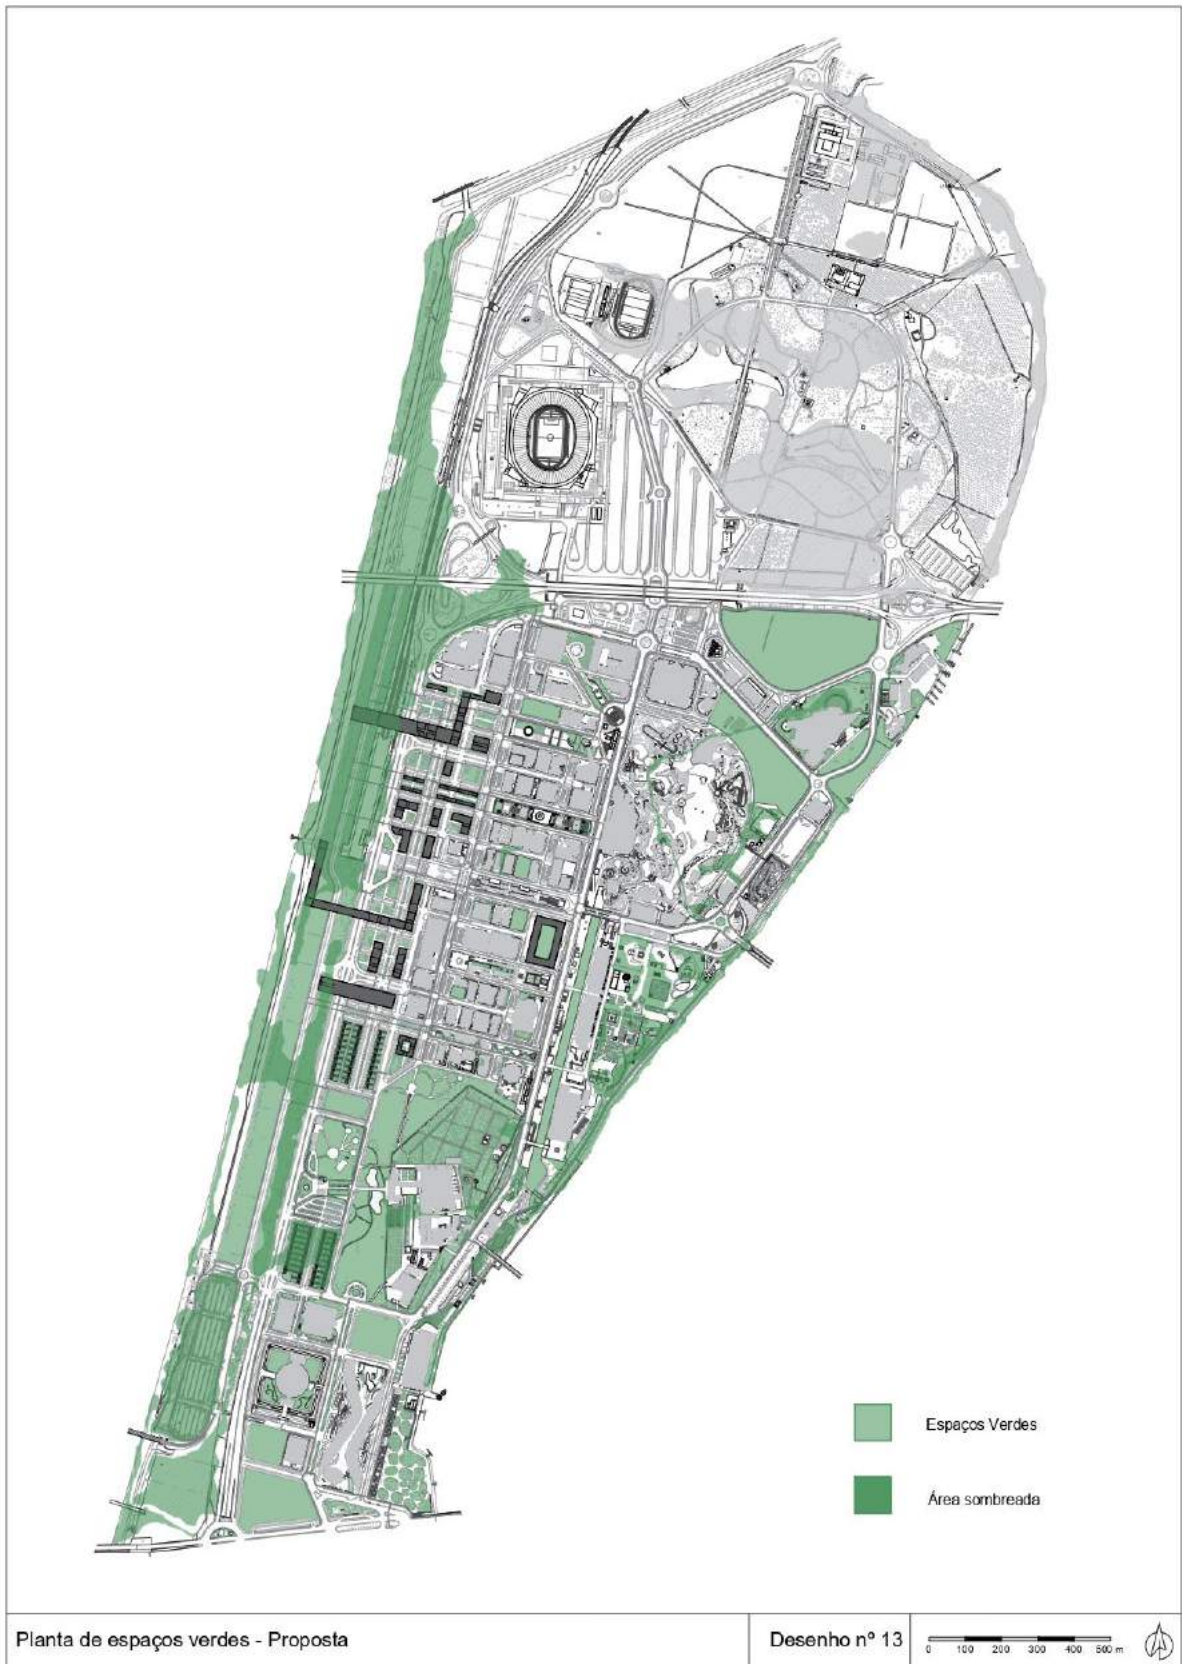 Espaços Verdes
Área sombreada
Planta de espaços verdes - Proposta
Desenho nº 13
0 100 200 300 400 500 m